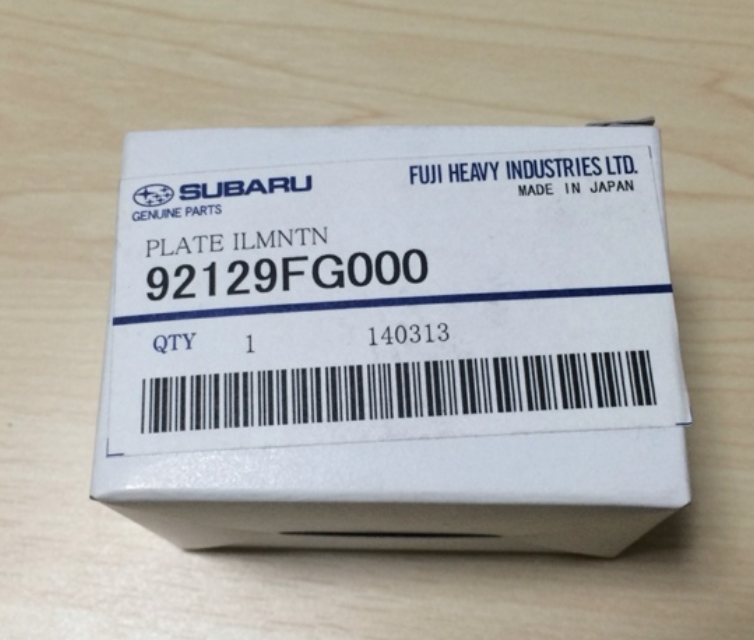 SUBARU
GENUINE PARTS
FUJI HEAVY INDUSTRIES LTD.
MADE IN JAPAN
PLATE ILMNTN
92129FG000
QTY 1 140313